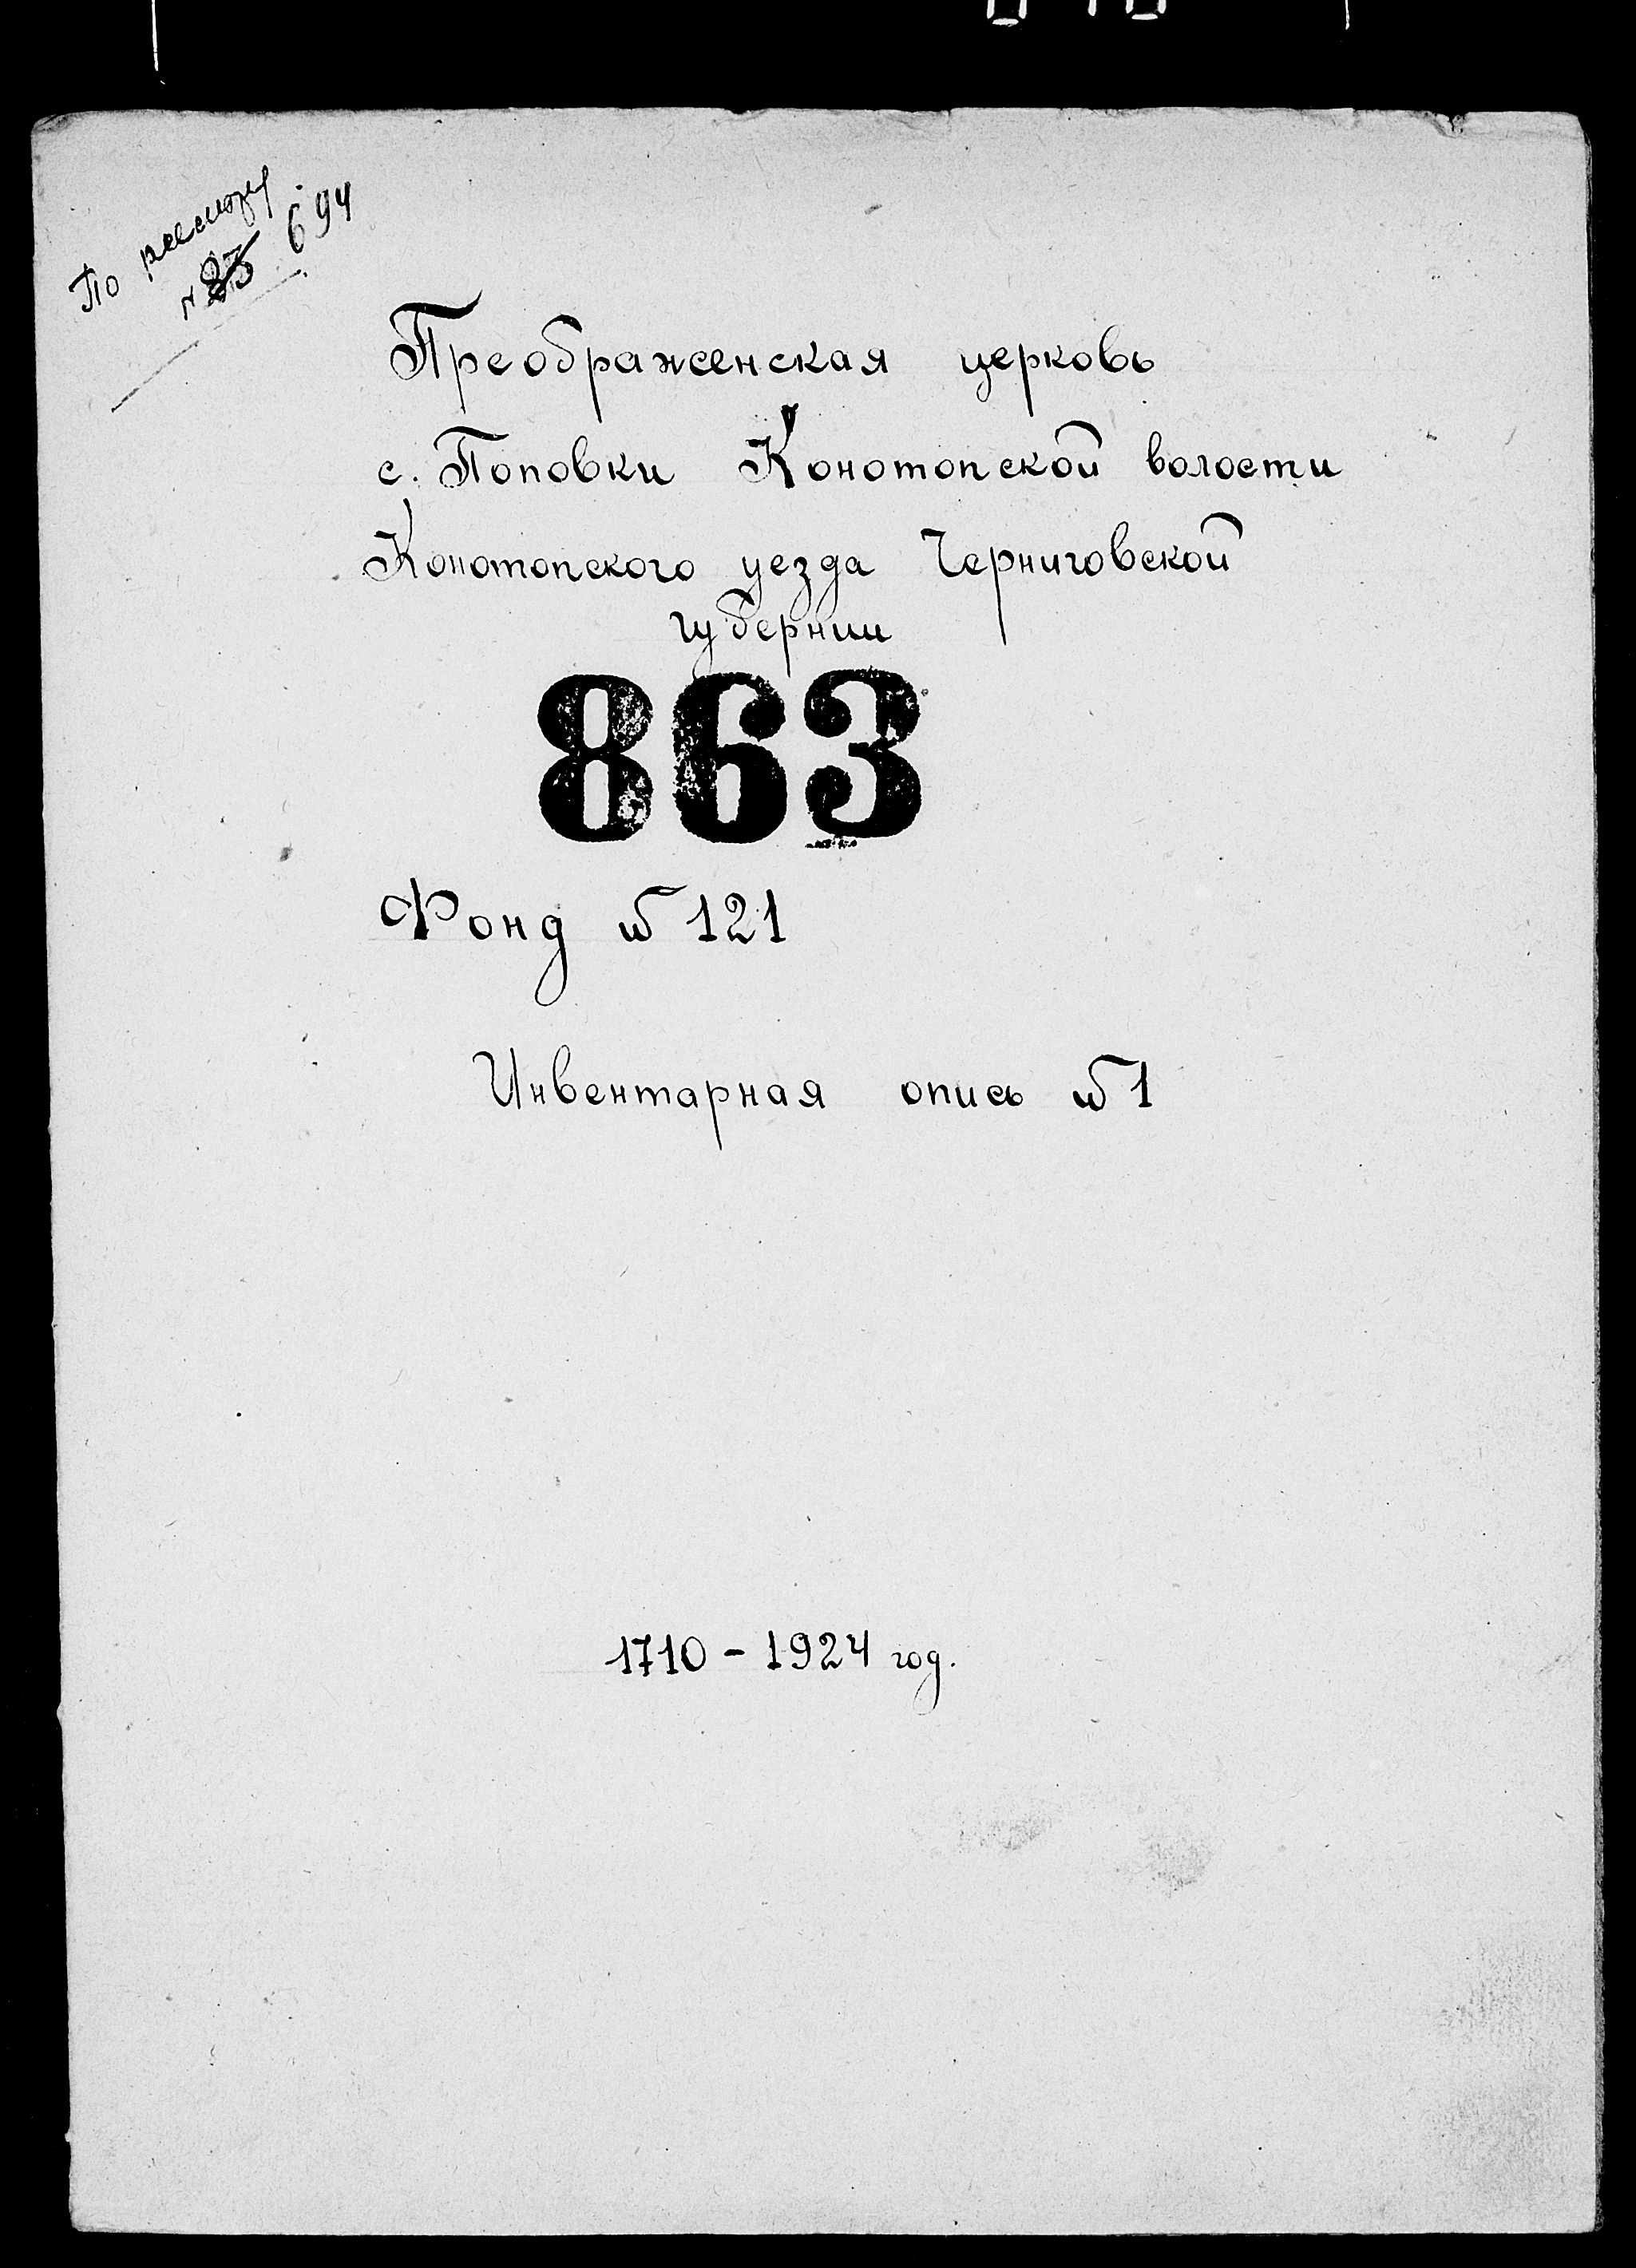 По реестру
№ 694
Преображенская церковь
с. Поповки Конотопской волости
Конотопского уезда Черниговской
губернии
863
Фонд № 121
Инвентарная опись № 1
1710 - 1924 год.